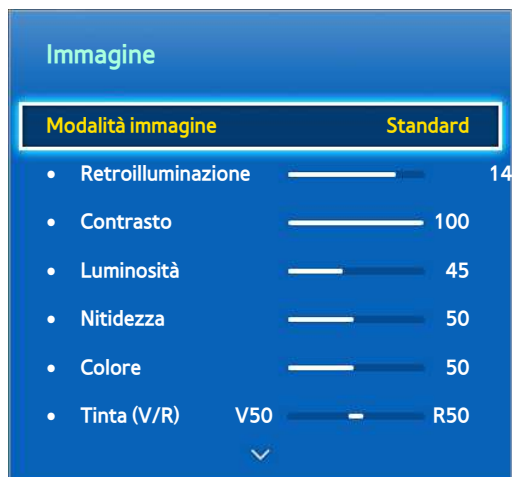 Immagine
Modalità immagine Standard
• Retroilluminazione 14
• Contrasto 100
• Luminosità 45
• Nitidezza 50
• Colore 50
• Tinta (V/R) V50 R50